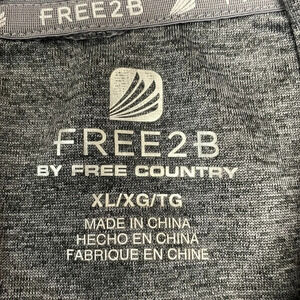 FREE2B
FREE2B
BY FREE COUNTRY
XL/XG/TG
MADE IN CHINA
HECHO EN CHINA
FABRIQUE EN CHINE